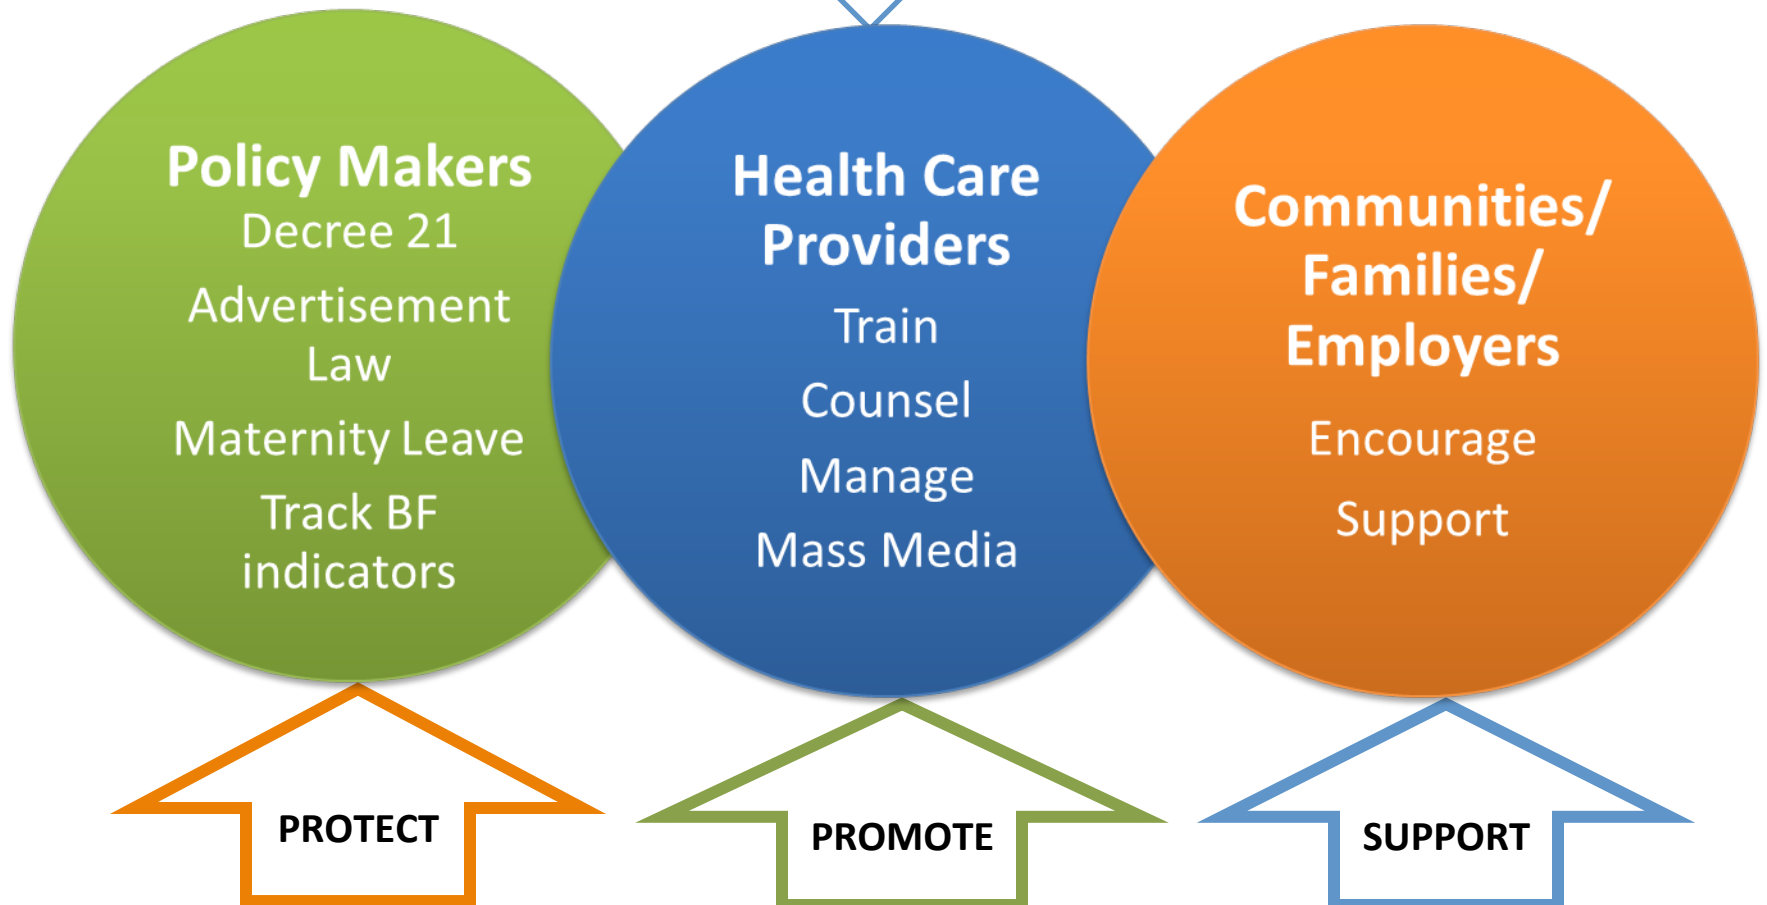 Policy Makers
Decree 21
Advertisement
Law
Maternity Leave
Track BF
indicators
Health Care
Providers
Train
Counsel
Manage
Mass Media
Communities/
Families/
Employers
Encourage
Support
PROTECT
PROMOTE
SUPPORT